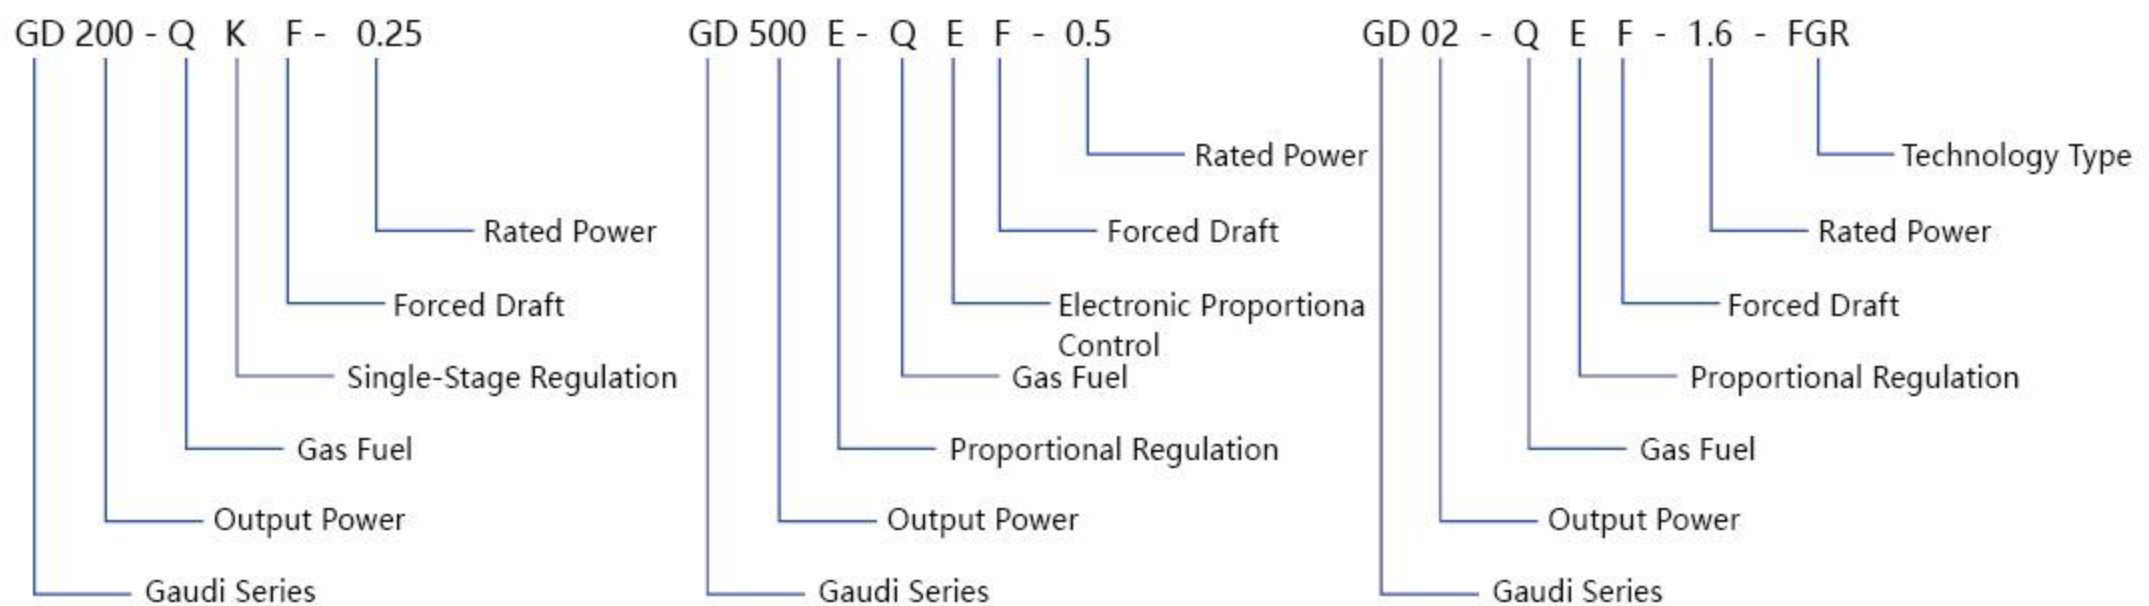 GD 200 - Q K F - 0.25
Rated Power
Forced Draft
Single-Stage Regulation
Gas Fuel
Output Power
Gaudi Series
GD 500 E - Q E F - 0.5
Rated Power
Forced Draft
Electronic Proportiona
Control
Gas Fuel
Proportional Regulation
Output Power
Gaudi Series
GD 02 - Q E F - 1.6 - FGR
Technology Type
Rated Power
Forced Draft
Proportional Regulation
Gas Fuel
Output Power
Gaudi Series